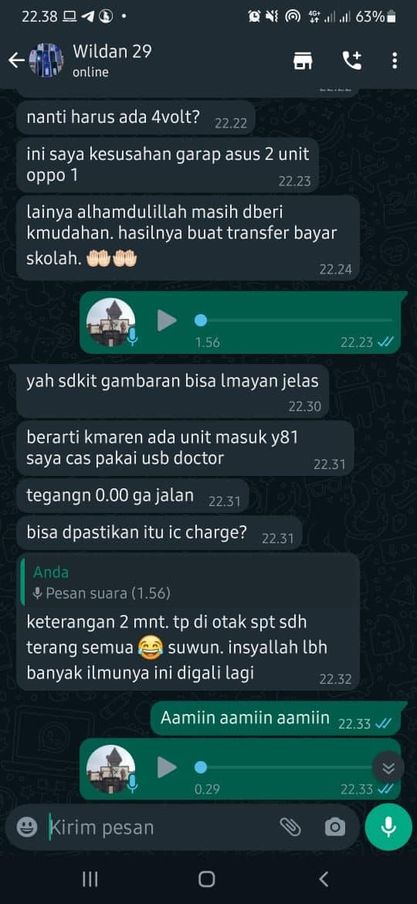 22.38
4G+
63%
Wildan 29
online
nanti harus ada 4volt? 22.22
ini saya kesusahan garap asus 2 unit
oppo 1
22.23
lainya alhamdulillah masih dberi
kmudahan. hasilnya buat transfer bayar
skolah. 🤲🏻🤲🏻
22.24
1.56 22.23
yah sdkit gambaran bisa lmayan jelas
22.30
berarti kmaren ada unit masuk y81
saya cas pakai usb doctor
22.31
tegangn 0.00 ga jalan 22.31
bisa dpastikan itu ic charge? 22.31
Anda
Pesan suara (1.56)
keterangan 2 mnt. tp di otak spt sdh
terang semua 😂 suwun. insyallah lbh
banyak ilmunya ini digali lagi
22.32
Aamiin aamiin aamiin 22.33
0.29 22.33
Kirim pesan